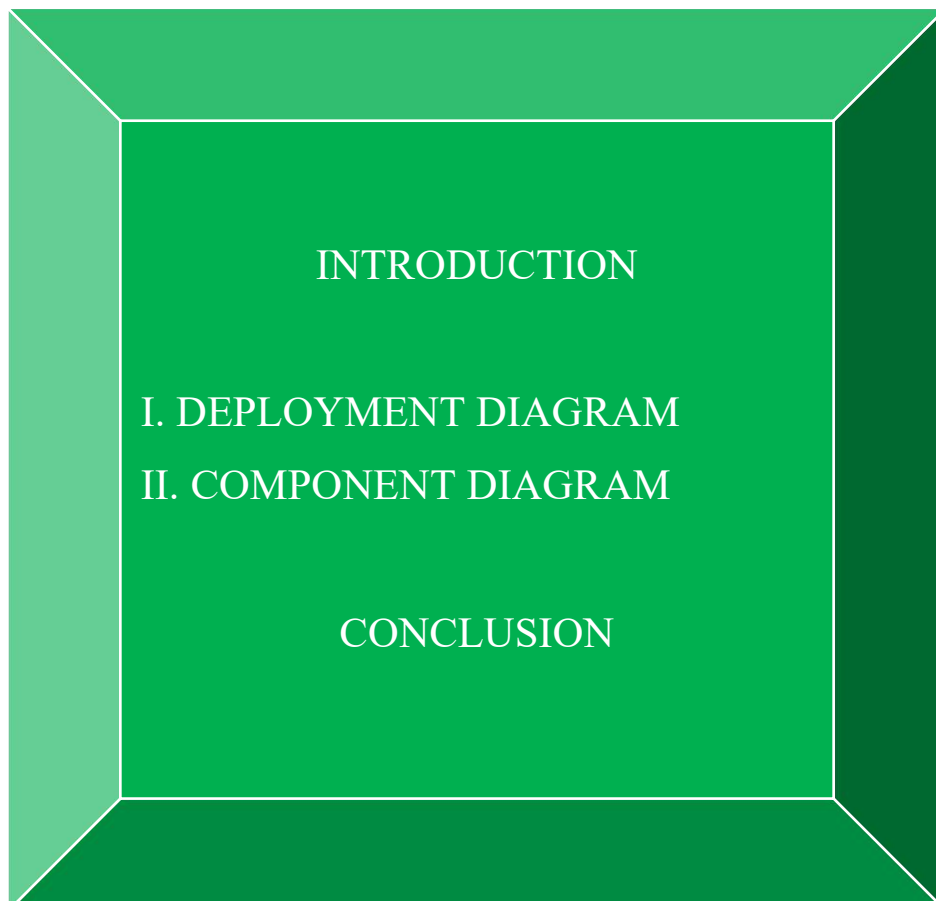 INTRODUCTION
I. DEPLOYMENT DIAGRAM
II. COMPONENT DIAGRAM
CONCLUSION